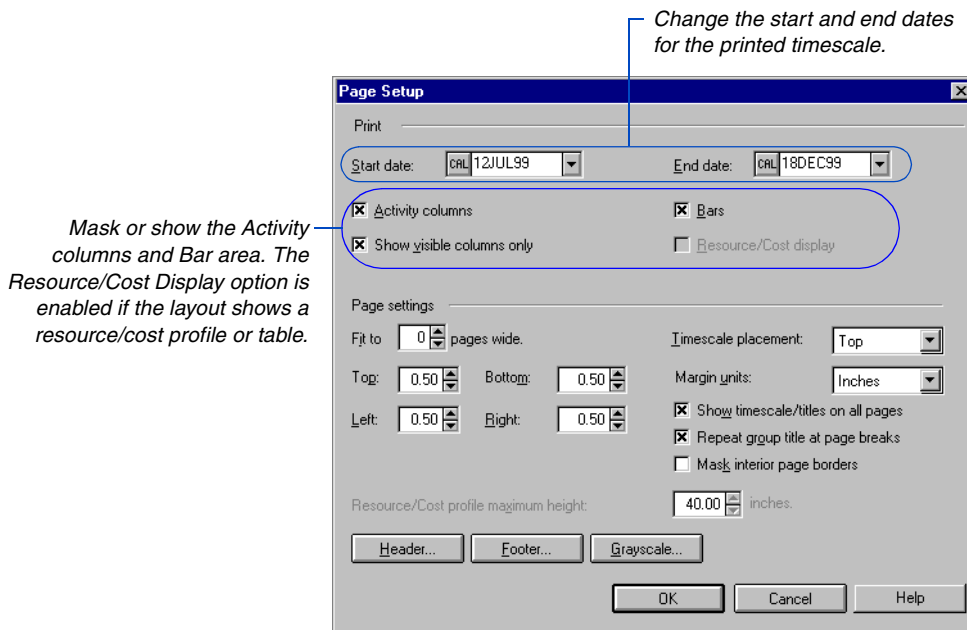 Change the start and end dates
for the printed timescale.
Page Setup
Print
Start date: CAL 12JUL99 End date: CAL 18DEC99
Activity columns Bars
Show visible columns only Resource/Cost display
Mask or show the Activity
columns and Bar area. The
Resource/Cost Display option is
enabled if the layout shows a
resource/cost profile or table.
Page settings
Fit to 0 pages wide. Timescale placement: Top
Top: 0.50 Bottom: 0.50 Margin units: Inches
Left: 0.50 Right: 0.50 Show timescale/titles on all pages
Repeat group title at page breaks
Mask interior page borders
Resource/Cost profile maximum height: 40.00 inches.
Header... Footer... Grayscale...
OK Cancel Help